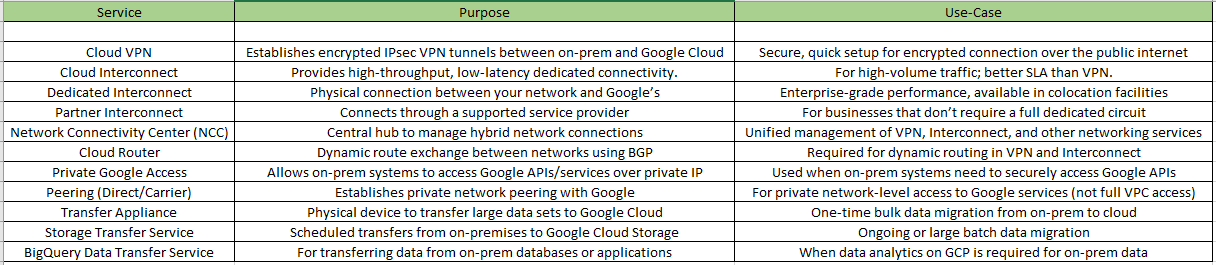 Service Purpose Use-Case
Cloud VPN Establishes encrypted IPsec VPN tunnels between on-prem and Google Cloud Secure, quick setup for encrypted connection over the public internet
Cloud Interconnect Provides high-throughput, low-latency dedicated connectivity. For high-volume traffic; better SLA than VPN.
Dedicated Interconnect Physical connection between your network and Google’s Enterprise-grade performance, available in colocation facilities
Partner Interconnect Connects through a supported service provider For businesses that don’t require a full dedicated circuit
Network Connectivity Center (NCC) Central hub to manage hybrid network connections Unified management of VPN, Interconnect, and other networking services
Cloud Router Dynamic route exchange between networks using BGP Required for dynamic routing in VPN and Interconnect
Private Google Access Allows on-prem systems to access Google APIs/services over private IP Used when on-prem systems need to securely access Google APIs
Peering (Direct/Carrier) Establishes private network peering with Google For private network-level access to Google services (not full VPC access)
Transfer Appliance Physical device to transfer large data sets to Google Cloud One-time bulk data migration from on-prem to cloud
Storage Transfer Service Scheduled transfers from on-premises to Google Cloud Storage Ongoing or large batch data migration
BigQuery Data Transfer Service For transferring data from on-prem databases or applications When data analytics on GCP is required for on-prem data